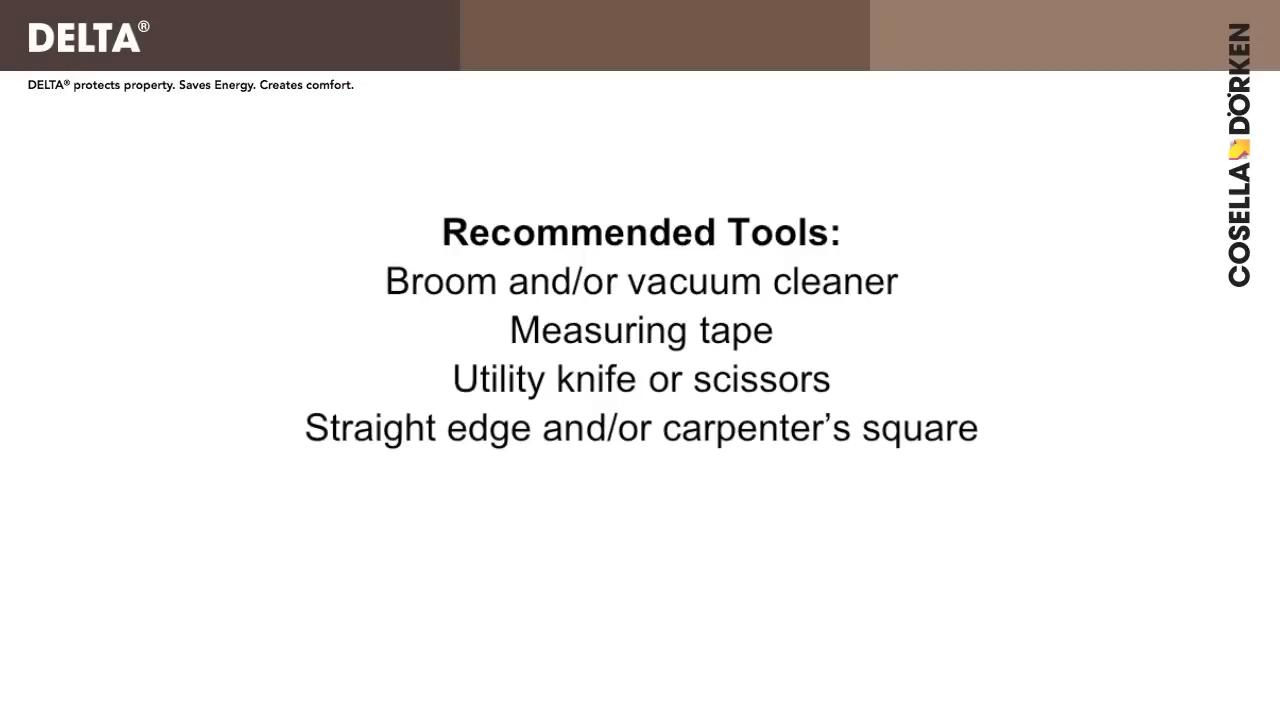 DELTA®
DELTA® protects property. Saves Energy. Creates comfort.
COSELLA DÖRKEN
Recommended Tools:
Broom and/or vacuum cleaner
Measuring tape
Utility knife or scissors
Straight edge and/or carpenter’s square